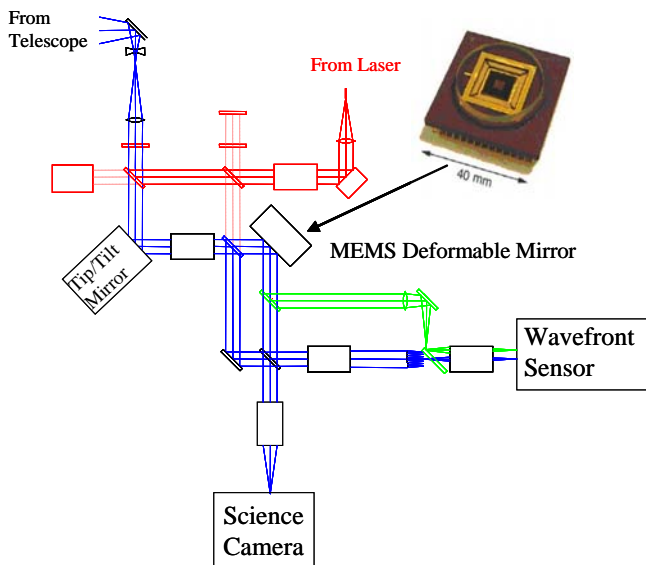 From
Telescope
From Laser
40 mm
MEMS Deformable Mirror
Tip/Tilt
Mirror
Wavefront
Sensor
Science
Camera